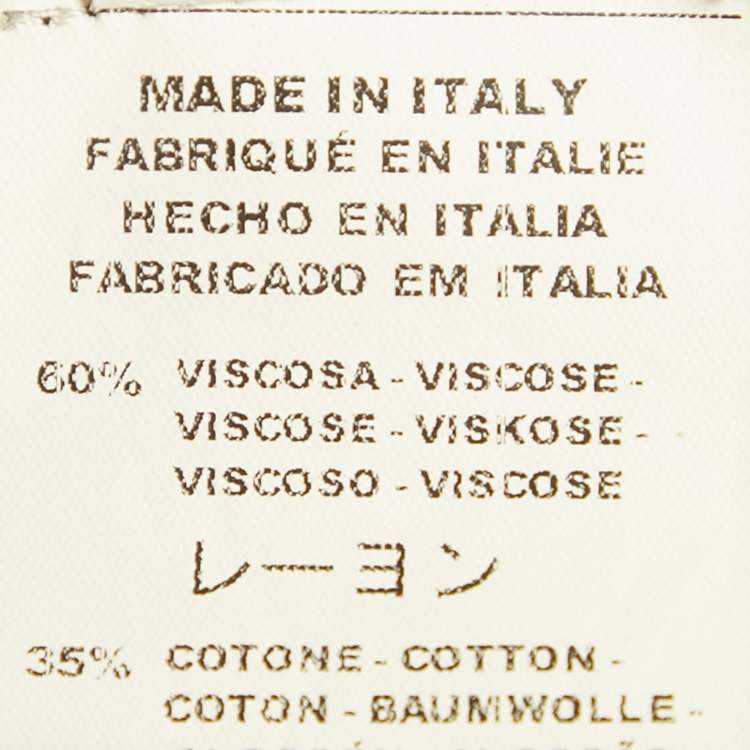 MADE IN ITALY
FABRIQUÉ EN ITALIE
HECHO EN ITALIA
FABRICADO EM ITALIA
60% VISCOSA - VISCOSE -
VISCOSE - VISKOSE -
VISCOSO - VISCOSE
レーヨン
35% COTONE - COTTON -
COTON - BAUMWOLLE -